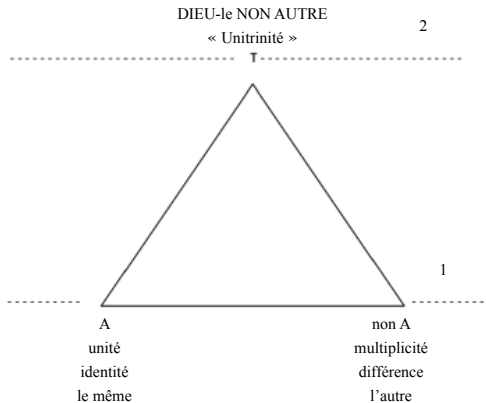 DIEU-le NON AUTRE
« Unitrinité »
2
T
1
A
non A
unité
multiplicité
identité
différence
le même
l’autre